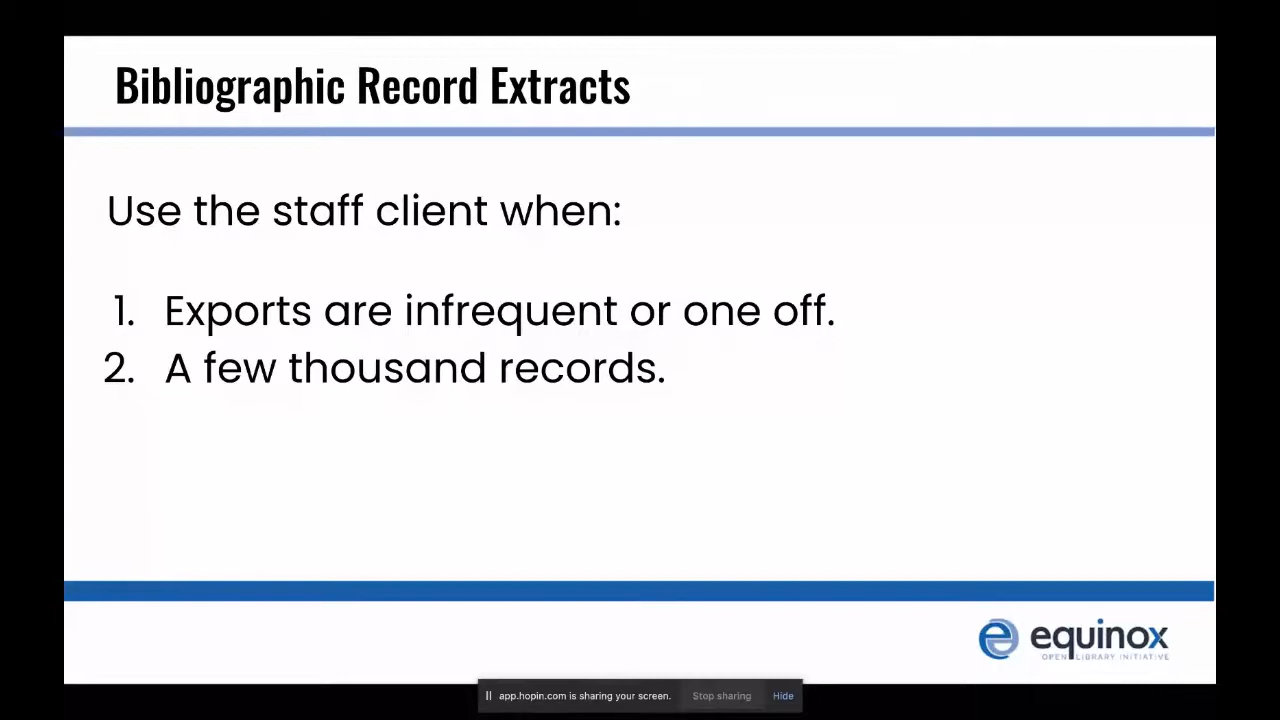 Bibliographic Record Extracts
Use the staff client when:
1. Exports are infrequent or one off.
2. A few thousand records.
equinox
OPEN LIBRARY INITIATIVE
app.hopin.com is sharing your screen. Stop sharing Hide